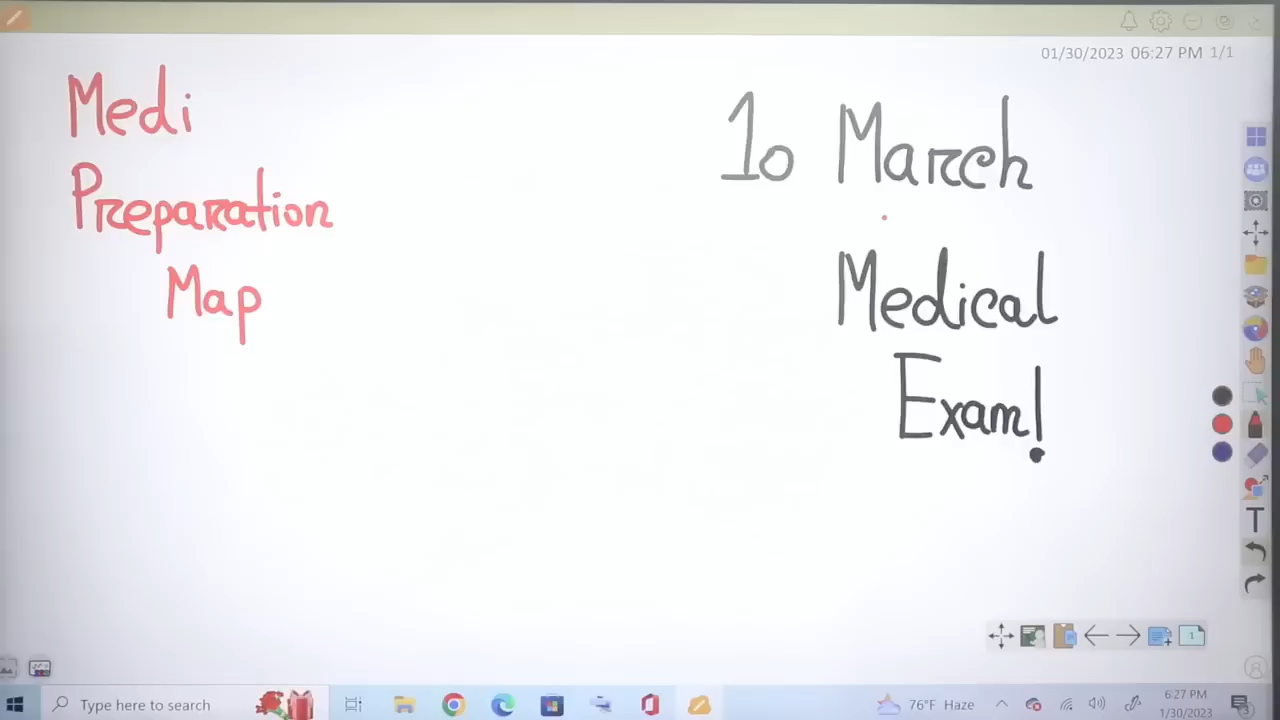 01/30/2023 06:27 PM 1/1
Medi
Preparation
Map
10 March
Medical
Exam!
T
1
Type here to search
76°F Haze
6:27 PM
1/30/2023